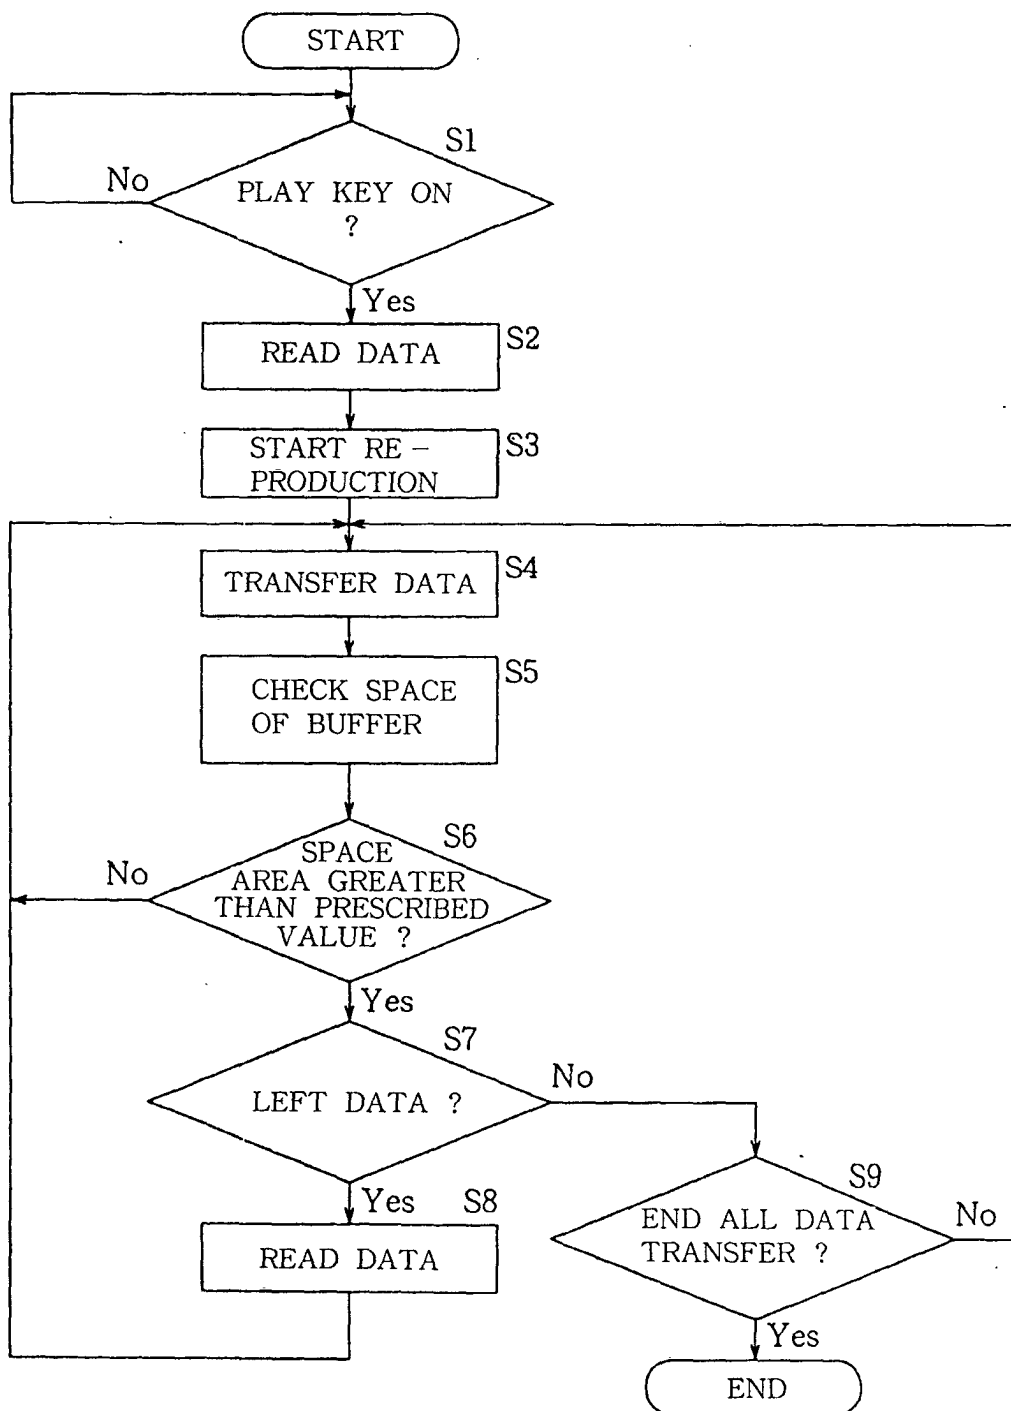 START
S1
No
PLAY KEY ON
?
Yes
READ DATA
S2
START RE-
PRODUCTION
S3
TRANSFER DATA
S4
CHECK SPACE
OF BUFFER
S5
S6
No
SPACE
AREA GREATER
THAN PRESCRIBED
VALUE ?
Yes
S7
LEFT DATA ?
No
Yes
S8
READ DATA
S9
END ALL DATA
TRANSFER ?
No
Yes
END